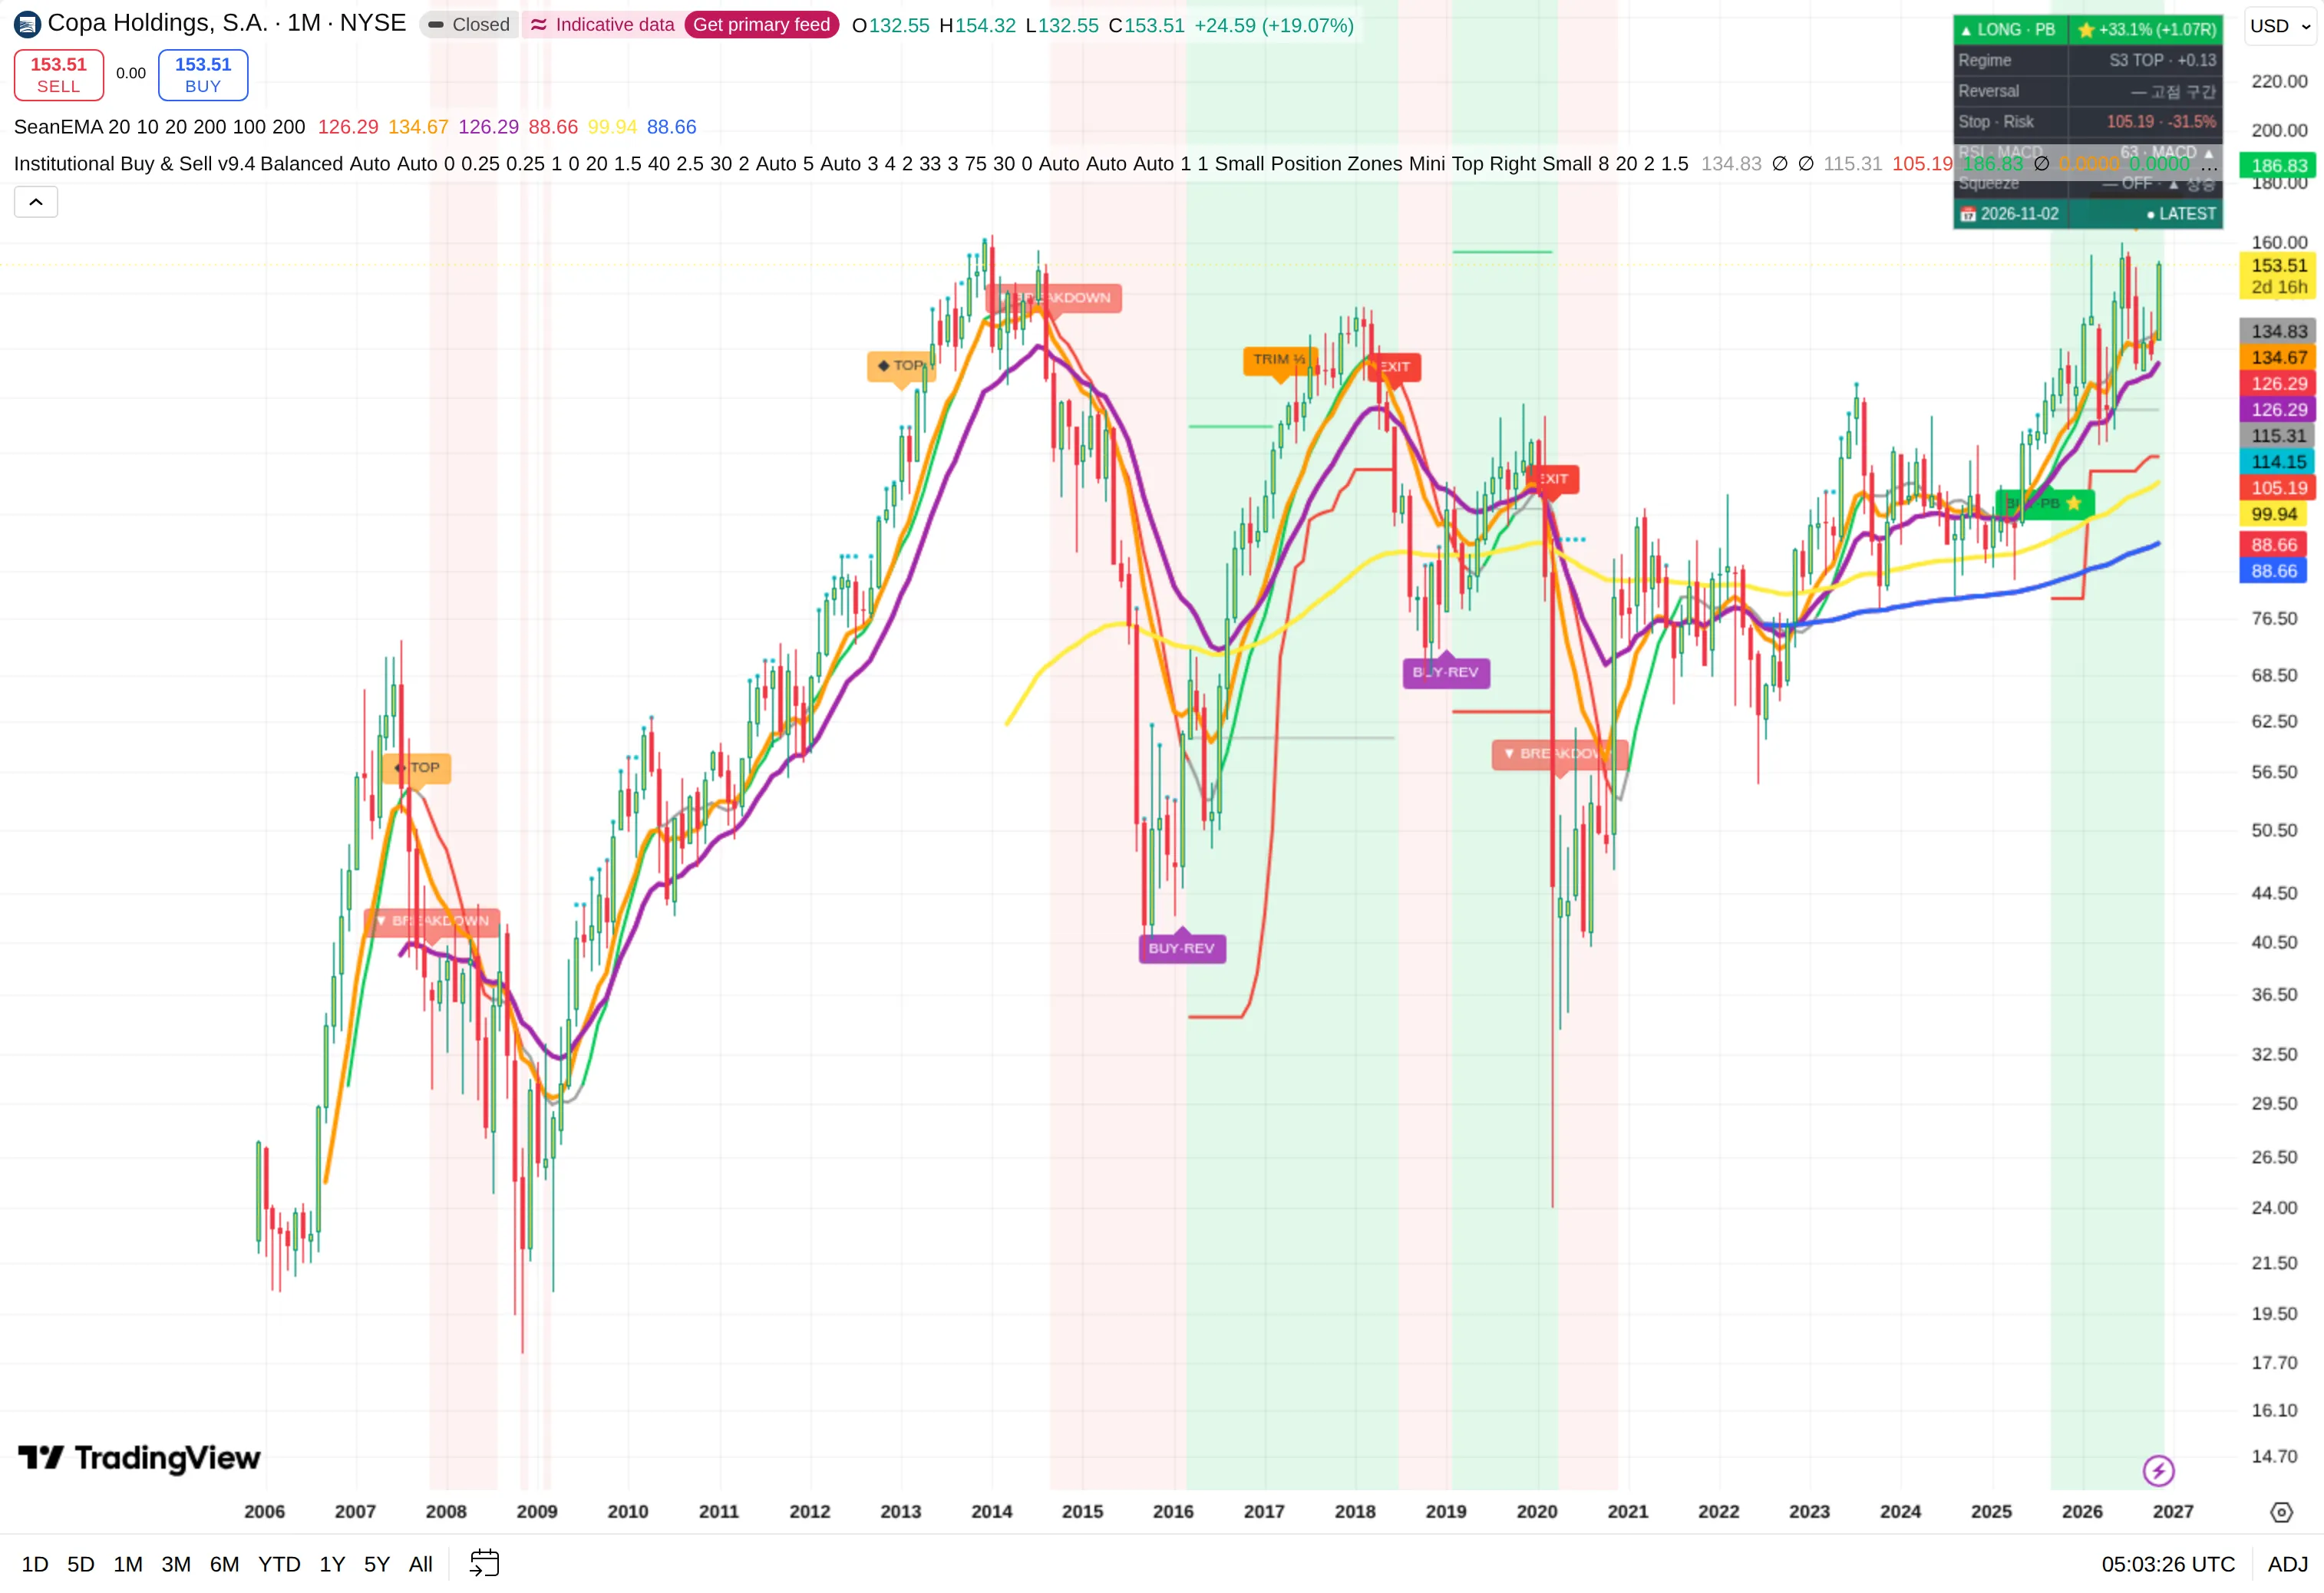 Copa Holdings, S.A. · 1M · NYSE Closed Indicative data Get primary feed O132.55 H154.32 L132.55 C153.51 +24.59 (+19.07%)
153.51 SELL 0.00 153.51 BUY
SeanEMA 20 10 20 200 100 200 126.29 134.67 126.29 88.66 99.94 88.66
Institutional Buy & Sell v9.4 Balanced Auto Auto 0 0.25 0.25 1 0 20 1.5 40 2.5 30 2 Auto 5 Auto 3 4 2 33 3 75 30 0 Auto Auto Auto 1 1 Small Position Zones Mini Top Right Small 8 20 2 1.5 134.83 ∅ ∅ 115.31 105.19 186.83 ∅ 0.0000 0.0000 ...
▲ LONG · PB ⭐ +33.1% (+1.07R)
Regime S3 TOP · +0.13
Reversal — 고점 구간
Stop · Risk 105.19 · -31.5%
RSI · MACD 63 · MACD ▲
Squeeze — OFF · ▲ 상승
📅 2026-11-02 ● LATEST
USD
220.00
200.00
186.83
180.00
160.00
153.51
2d 16h
134.83
134.67
126.29
126.29
115.31
114.15
105.19
99.94
88.66
88.66
76.50
68.50
62.50
56.50
50.50
44.50
40.50
36.50
32.50
29.50
26.50
24.00
21.50
19.50
17.70
16.10
14.70
BREAKDOWN
◆ TOP
TRIM ½
EXIT
EXIT
BUY-PB ⭐
BUY-REV
▼ BREAKDOWN
◆ TOP
▼ BREAKDOWN
BUY-REV
TradingView
2006 2007 2008 2009 2010 2011 2012 2013 2014 2015 2016 2017 2018 2019 2020 2021 2022 2023 2024 2025 2026 2027
1D 5D 1M 3M 6M YTD 1Y 5Y All 05:03:26 UTC ADJ